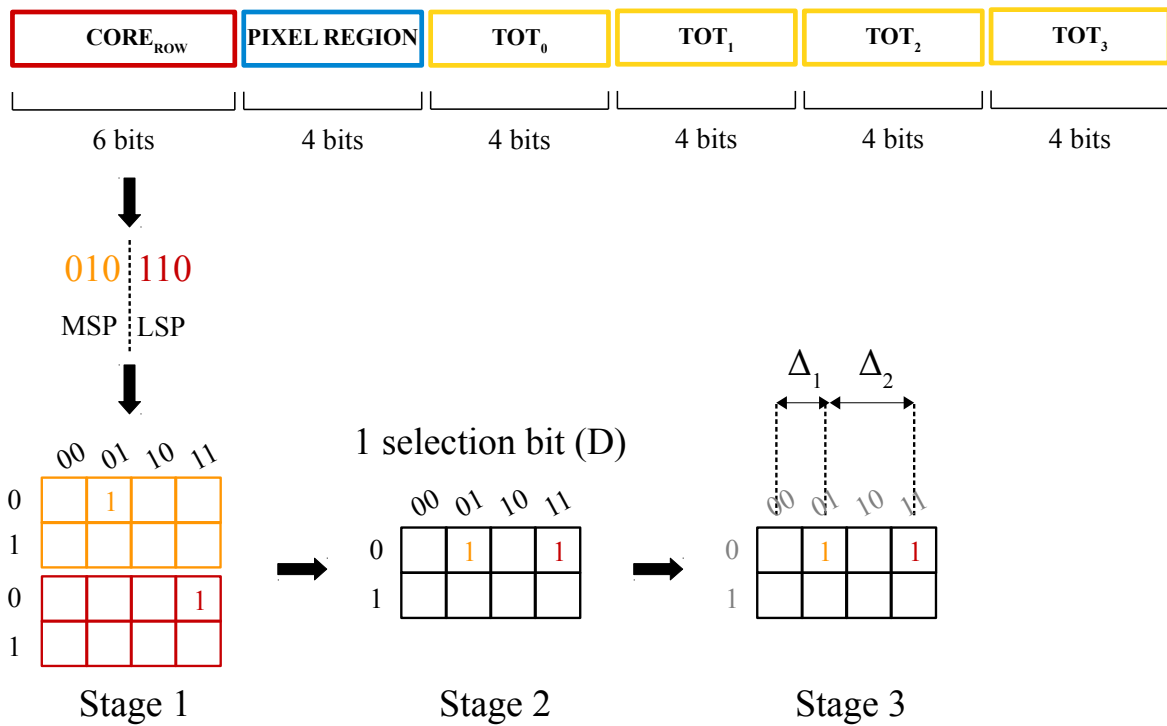 CORE_ROW PIXEL REGION TOT_0 TOT_1 TOT_2 TOT_3
6 bits 4 bits 4 bits 4 bits 4 bits 4 bits
010 110
MSP LSP
Δ_1 Δ_2
1 selection bit (D)
00 01 10 11
0 1
1
0 1
1
00 01 10 11
0 1 1
1
00 01 10 11
0 1 1
1
Stage 1 Stage 2 Stage 3